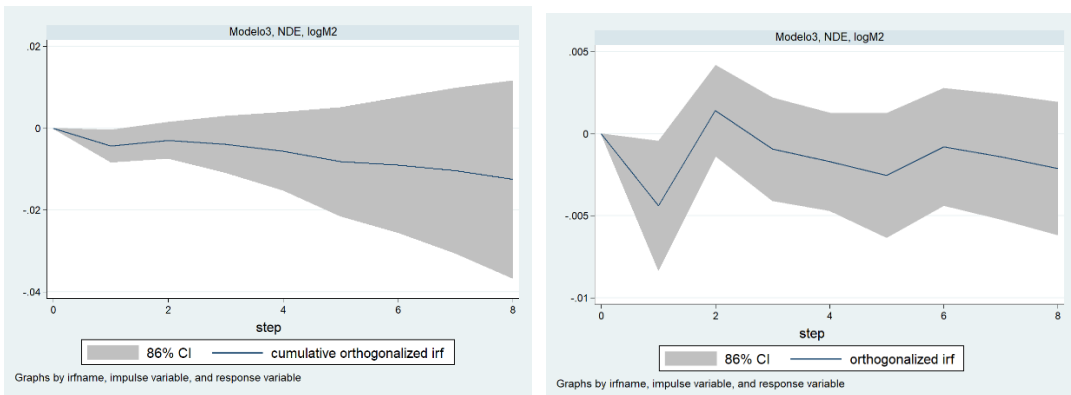 Modelo3, NDE, logM2
.02
0
-.02
-.04
0 2 4 6 8
step
86% CI cumulative orthogonalized irf
Graphs by irfname, impulse variable, and response variable
Modelo3, NDE, logM2
.005
0
-.005
-.01
0 2 4 6 8
step
86% CI orthogonalized irf
Graphs by irfname, impulse variable, and response variable